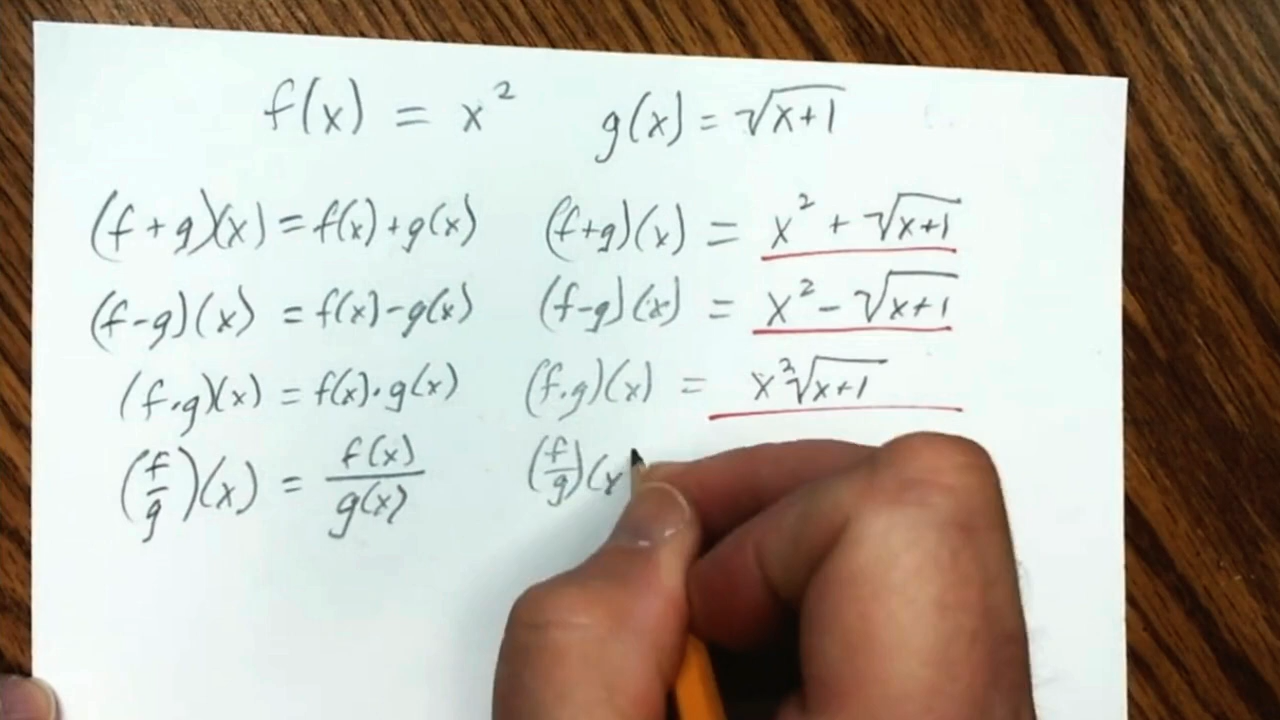 f(x) = x² g(x) = √(x+1)
(f+g)(x) = f(x)+g(x) (f+g)(x) = x² + √(x+1)
(f-g)(x) = f(x)-g(x) (f-g)(x) = x² - √(x+1)
(f·g)(x) = f(x)·g(x) (f·g)(x) = x²√(x+1)
(f/g)(x) = f(x)/g(x) (f/g)(x